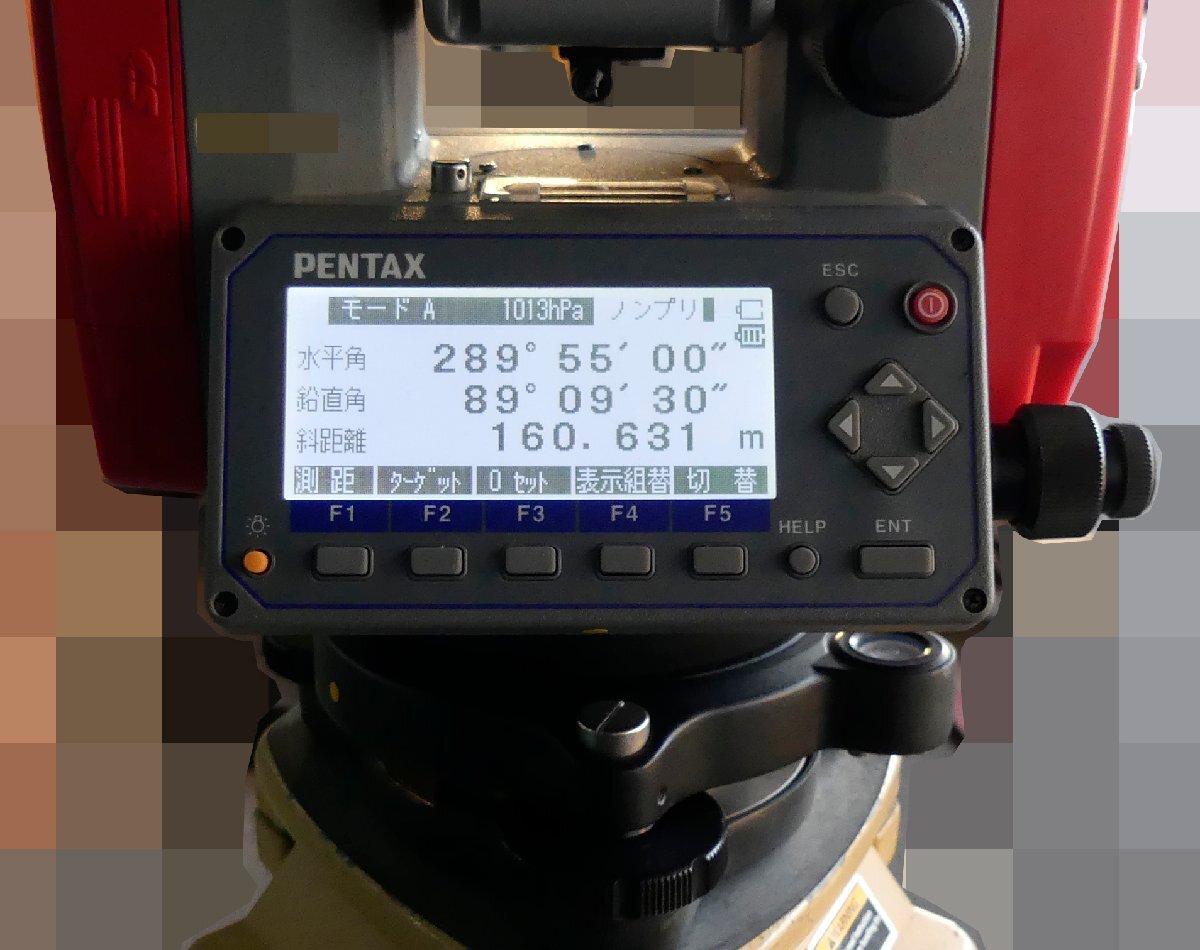 PENTAX
ESC
モード A 1013hPa ノンプリ
水平角 289° 55′ 00″
鉛直角 89° 09′ 30″
斜距離 160.631 m
測 距 ターゲット 0 セット 表示組替 切 替
F1 F2 F3 F4 F5
HELP ENT
WARNING